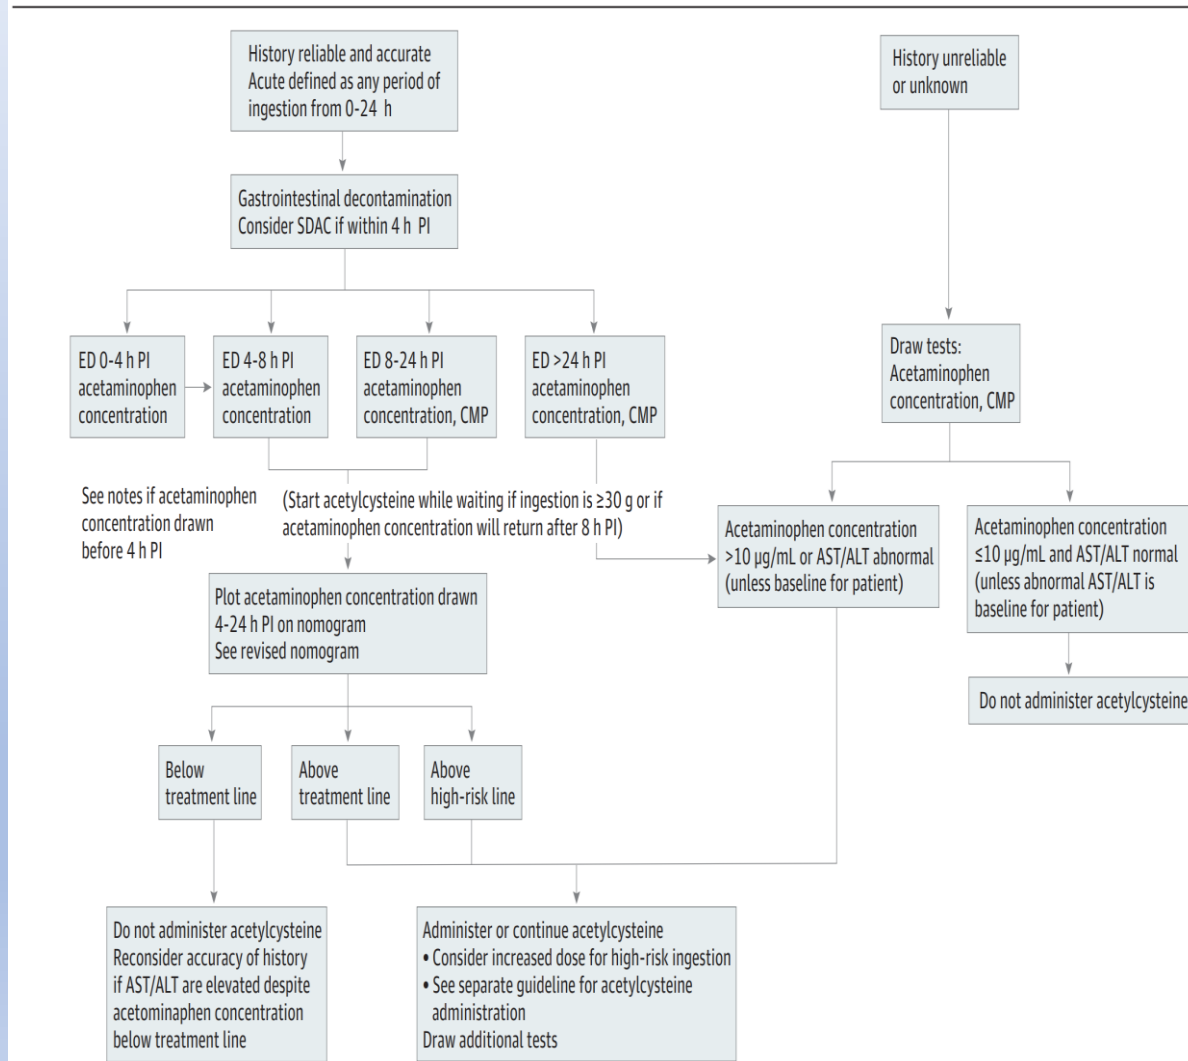 History reliable and accurate
Acute defined as any period of
ingestion from 0-24 h
History unreliable
or unknown
Gastrointestinal decontamination
Consider SDAC if within 4 h PI
ED 0-4 h PI
acetaminophen
concentration
ED 4-8 h PI
acetaminophen
concentration
ED 8-24 h PI
acetaminophen
concentration, CMP
ED >24 h PI
acetaminophen
concentration, CMP
Draw tests:
Acetaminophen
concentration, CMP
See notes if acetaminophen
concentration drawn
before 4 h PI
(Start acetylcysteine while waiting if ingestion is ≥30 g or if
acetaminophen concentration will return after 8 h PI)
Acetaminophen concentration
>10 µg/mL or AST/ALT abnormal
(unless baseline for patient)
Acetaminophen concentration
≤10 µg/mL and AST/ALT normal
(unless abnormal AST/ALT is
baseline for patient)
Plot acetaminophen concentration drawn
4-24 h PI on nomogram
See revised nomogram
Do not administer acetylcysteine
Below
treatment line
Above
treatment line
Above
high-risk line
Do not administer acetylcysteine
Reconsider accuracy of history
if AST/ALT are elevated despite
acetominaphen concentration
below treatment line
Administer or continue acetylcysteine
• Consider increased dose for high-risk ingestion
• See separate guideline for acetylcysteine
administration
Draw additional tests